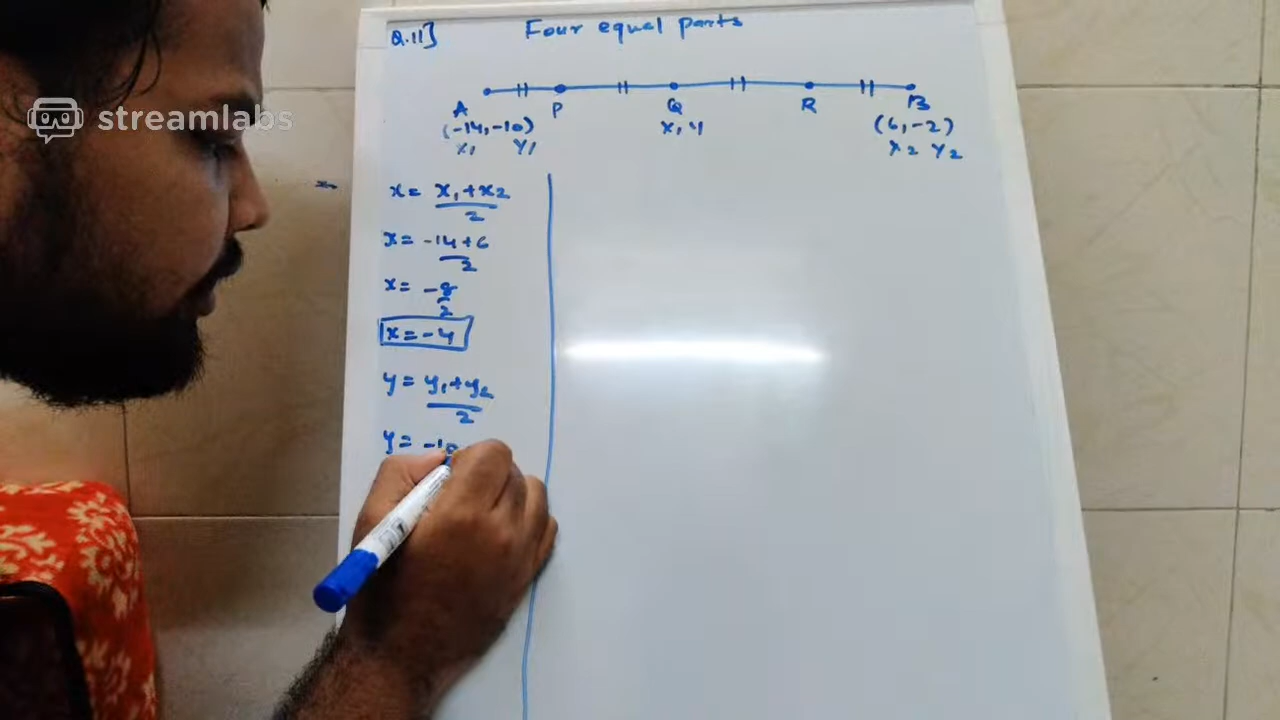 streamlabs
Q.11] Four equal parts
A P Q R B
(-14,-10) x, y (6,-2)
x₁ y₁ x₂ y₂
x = x₁+x₂
2
x = -14+6
2
x = -8
2
x = -4
y = y₁+y₂
2
y = -10